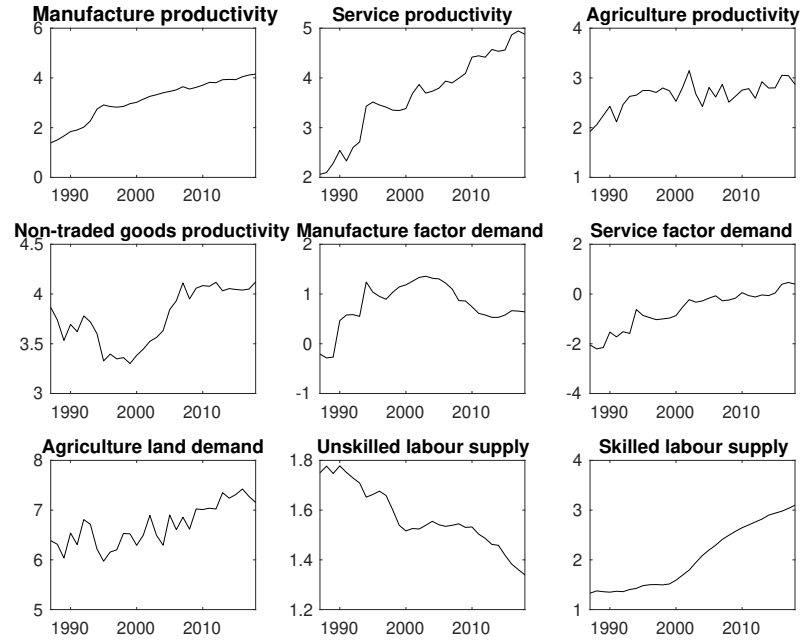 Manufacture productivity
6
4
2
0
1990 2000 2010
Service productivity
5
4
3
2
1990 2000 2010
Agriculture productivity
4
3
2
1
1990 2000 2010
Non-traded goods productivity
4.5
4
3.5
3
1990 2000 2010
Manufacture factor demand
2
1
0
-1
1990 2000 2010
Service factor demand
2
0
-2
-4
1990 2000 2010
Agriculture land demand
8
7
6
5
1990 2000 2010
Unskilled labour supply
1.8
1.6
1.4
1.2
1990 2000 2010
Skilled labour supply
4
3
2
1
1990 2000 2010